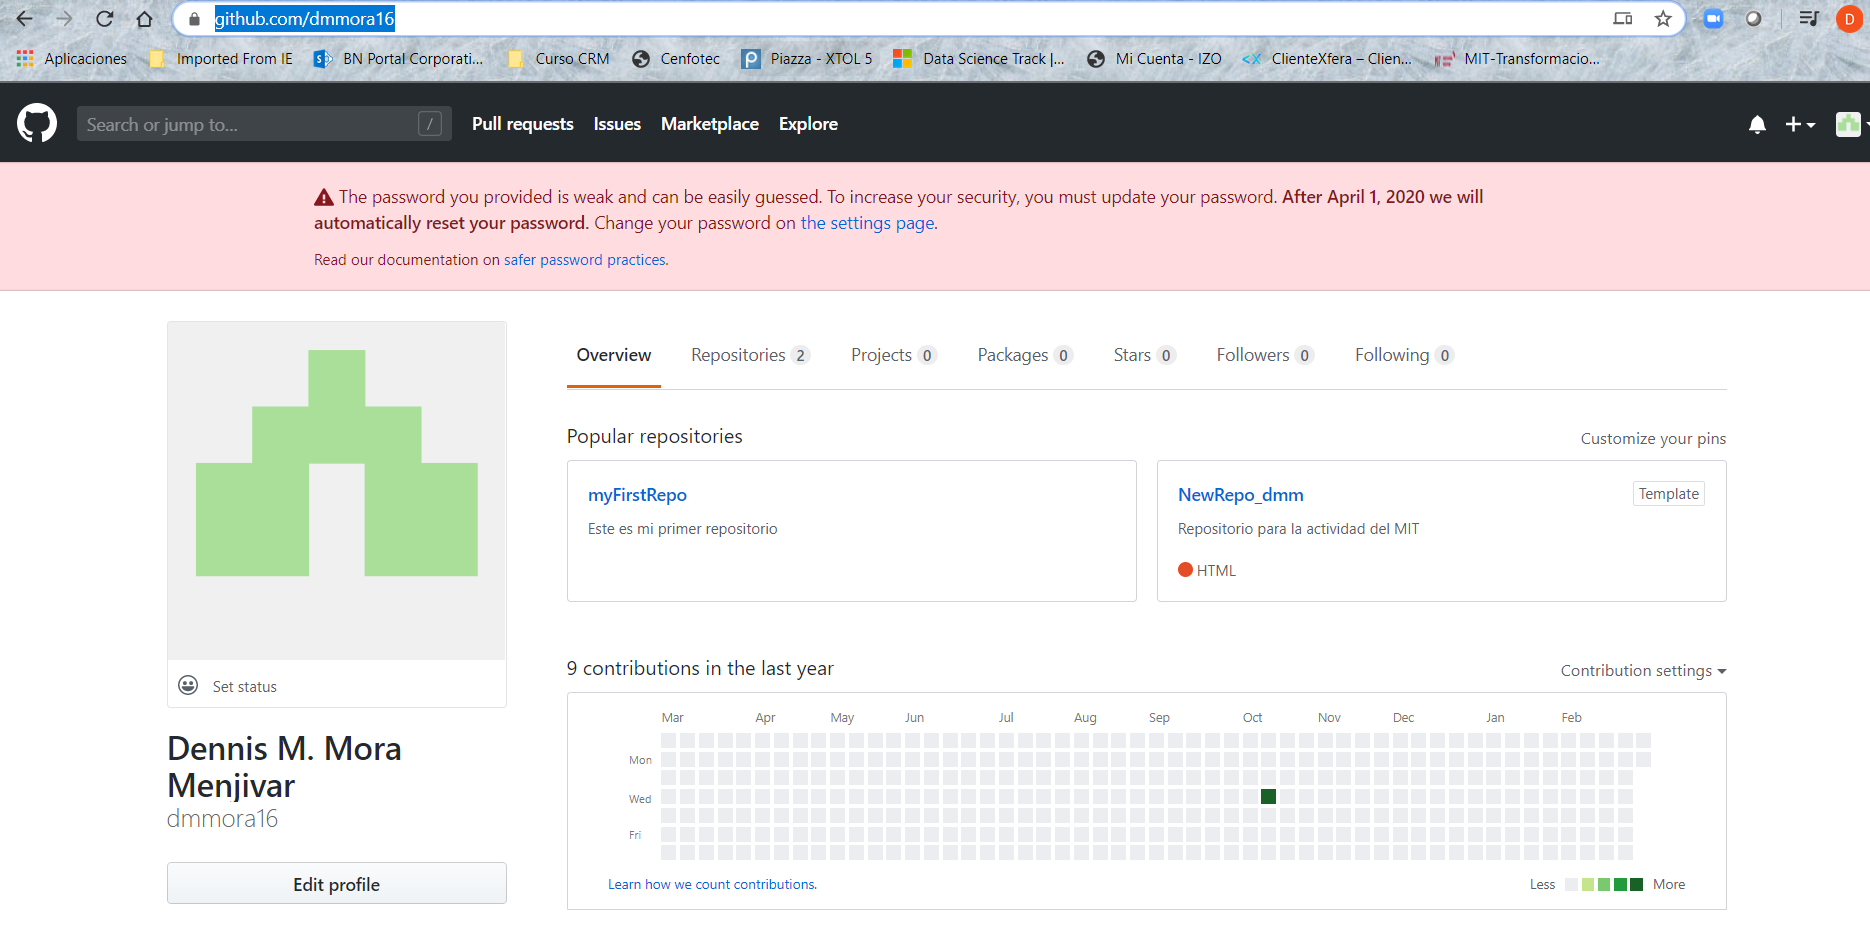 github.com/dmmora16
D
Aplicaciones Imported From IE BN Portal Corporati... Curso CRM Cenfotec Piazza - XTOL 5 Data Science Track |... Mi Cuenta - IZO ClienteXfera – Clien... MIT-Transformacio...
Search or jump to... / Pull requests Issues Marketplace Explore
The password you provided is weak and can be easily guessed. To increase your security, you must update your password. After April 1, 2020 we will
automatically reset your password. Change your password on the settings page.
Read our documentation on safer password practices.
Overview Repositories 2 Projects 0 Packages 0 Stars 0 Followers 0 Following 0
Popular repositories Customize your pins
myFirstRepo
Este es mi primer repositorio
NewRepo_dmm Template
Repositorio para la actividad del MIT
HTML
Set status
Dennis M. Mora
Menjivar
dmmora16
Edit profile
9 contributions in the last year Contribution settings
Mar Apr May Jun Jul Aug Sep Oct Nov Dec Jan Feb
Mon
Wed
Fri
Learn how we count contributions. Less More